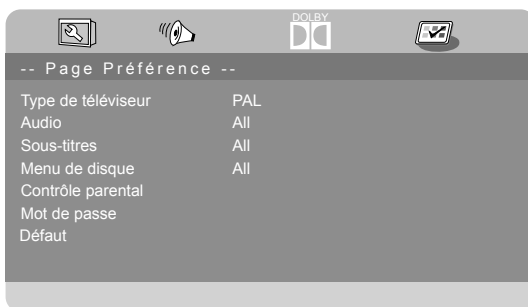 DOLBY
-- Page Préférence --
Type de téléviseur PAL
Audio All
Sous-titres All
Menu de disque All
Contrôle parental
Mot de passe
Défaut